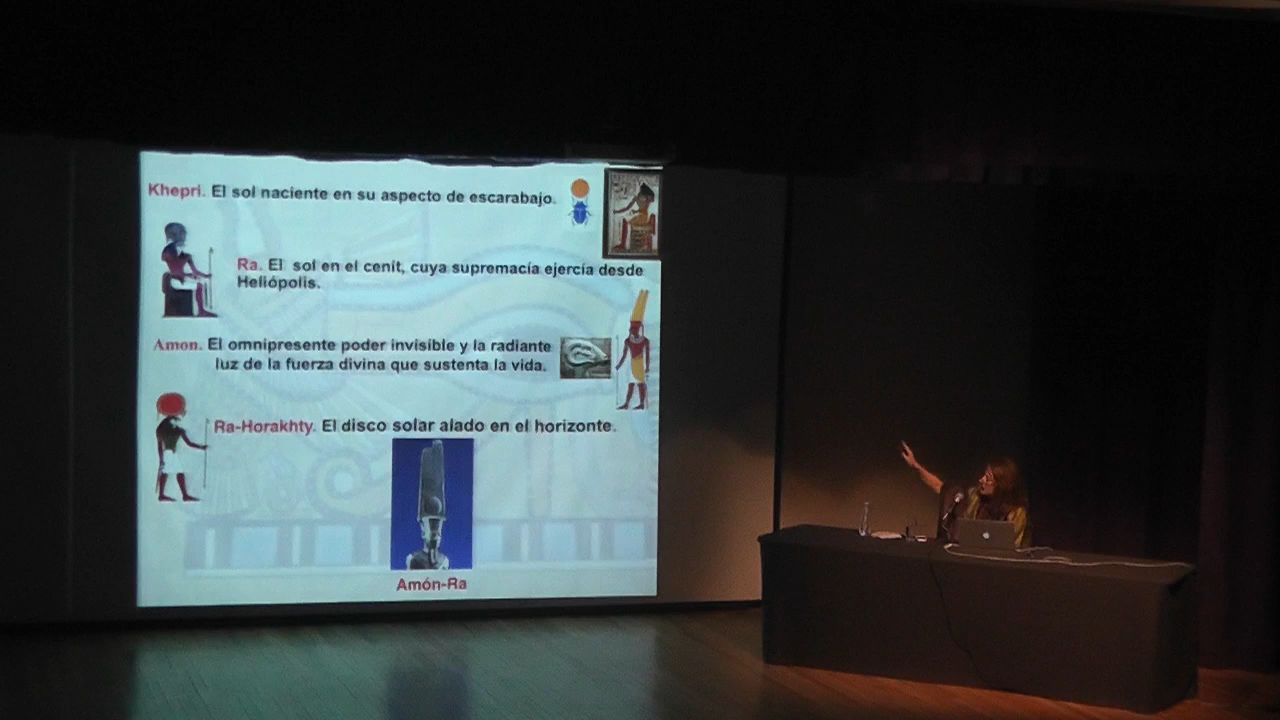 Khepri. El sol naciente en su aspecto de escarabajo.
Ra. El sol en el cenit, cuya supremacía ejercía desde
Heliópolis.
Amon. El omnipresente poder invisible y la radiante
luz de la fuerza divina que sustenta la vida.
Ra-Horakhty. El disco solar alado en el horizonte.
Amón-Ra